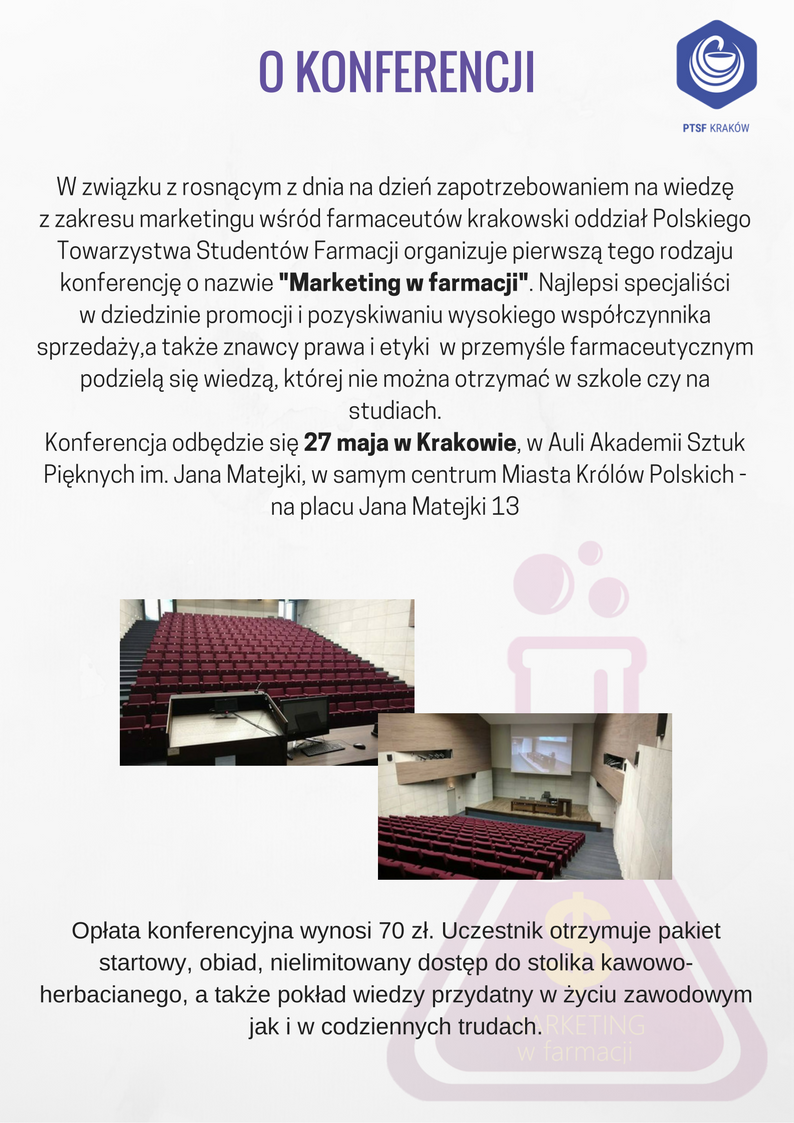 O KONFERENCJI
PTSF KRAKÓW
W związku z rosnącym z dnia na dzień zapotrzebowaniem na wiedzę
z zakresu marketingu wśród farmaceutów krakowski oddział Polskiego
Towarzystwa Studentów Farmacji organizuje pierwszą tego rodzaju
konferencję o nazwie "Marketing w farmacji". Najlepsi specjaliści
w dziedzinie promocji i pozyskiwaniu wysokiego współczynnika
sprzedaży,a także znawcy prawa i etyki  w przemyśle farmaceutycznym
podzielą się wiedzą, której nie można otrzymać w szkole czy na
studiach.
Konferencja odbędzie się 27 maja w Krakowie, w Auli Akademii Sztuk
Pięknych im. Jana Matejki, w samym centrum Miasta Królów Polskich -
na placu Jana Matejki 13
$
Opłata konferencyjna wynosi 70 zł. Uczestnik otrzymuje pakiet
startowy, obiad, nielimitowany dostęp do stolika kawowo-
herbacianego, a także pokład wiedzy przydatny w życiu zawodowym
jak i w codziennych trudach.
MARKETING
w farmacji